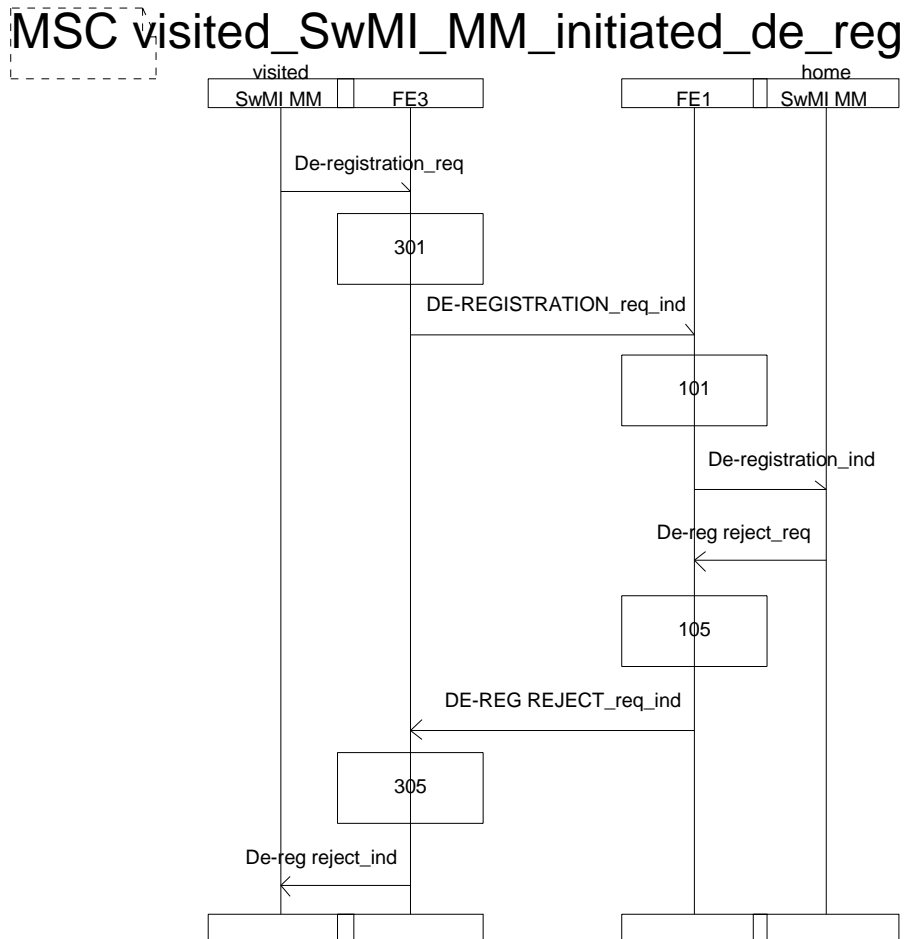 MSC visited_SwMI_MM_initiated_de_reg
visited
SwMI MM
FE3
FE1
home
SwMI MM
De-registration_req
301
DE-REGISTRATION_req_ind
101
De-registration_ind
De-reg reject_req
105
DE-REG REJECT_req_ind
305
De-reg reject_ind